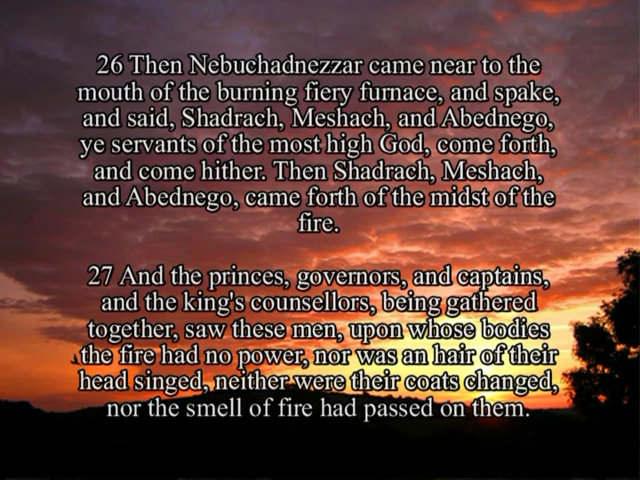 26 Then Nebuchadnezzar came near to the
mouth of the burning fiery furnace, and spake,
and said, Shadrach, Meshach, and Abednego,
ye servants of the most high God, come forth,
and come hither. Then Shadrach, Meshach,
and Abednego, came forth of the midst of the
fire.
27 And the princes, governors, and captains,
and the king's counsellors, being gathered
together, saw these men, upon whose bodies
the fire had no power, nor was an hair of their
head singed, neither were their coats changed,
nor the smell of fire had passed on them.